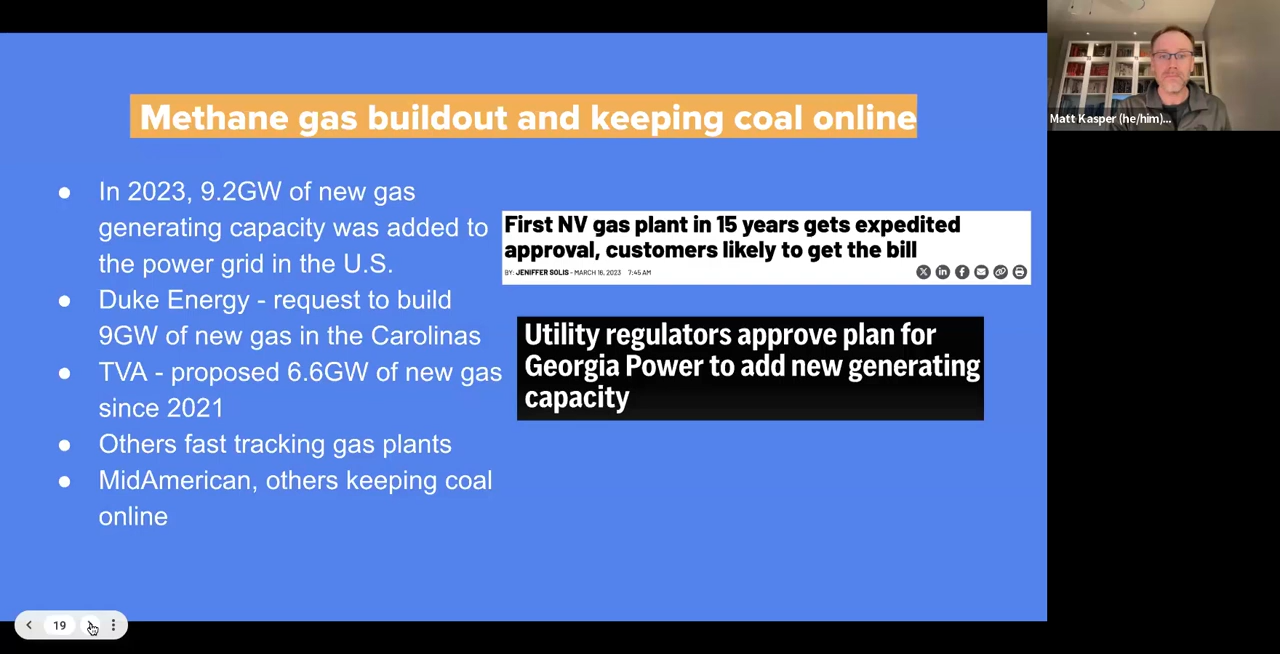 Methane gas buildout and keeping coal online
● In 2023, 9.2GW of new gas
generating capacity was added to
the power grid in the U.S.
● Duke Energy - request to build
9GW of new gas in the Carolinas
● TVA - proposed 6.6GW of new gas
since 2021
● Others fast tracking gas plants
● MidAmerican, others keeping coal
online
First NV gas plant in 15 years gets expedited
approval, customers likely to get the bill
BY: JENIFFER SOLIS - MARCH 16, 2023 7:45 AM
Utility regulators approve plan for
Georgia Power to add new generating
capacity
Matt Kasper (he/him)...
19